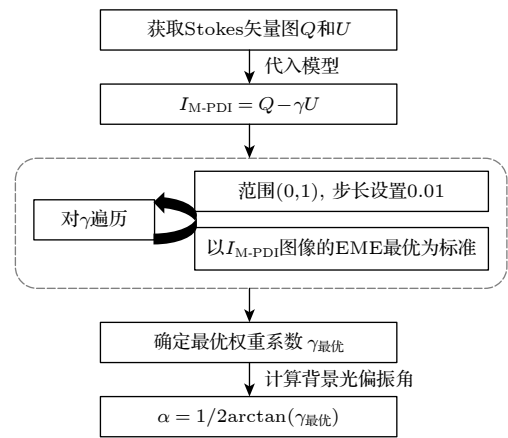 获取Stokes矢量图Q和U
代入模型
I_M-PDI = Q−γU
范围(0,1), 步长设置0.01
对γ遍历
以I_M-PDI图像的EME最优为标准
确定最优权重系数 γ_最优
计算背景光偏振角
α = 1/2arctan(γ_最优)